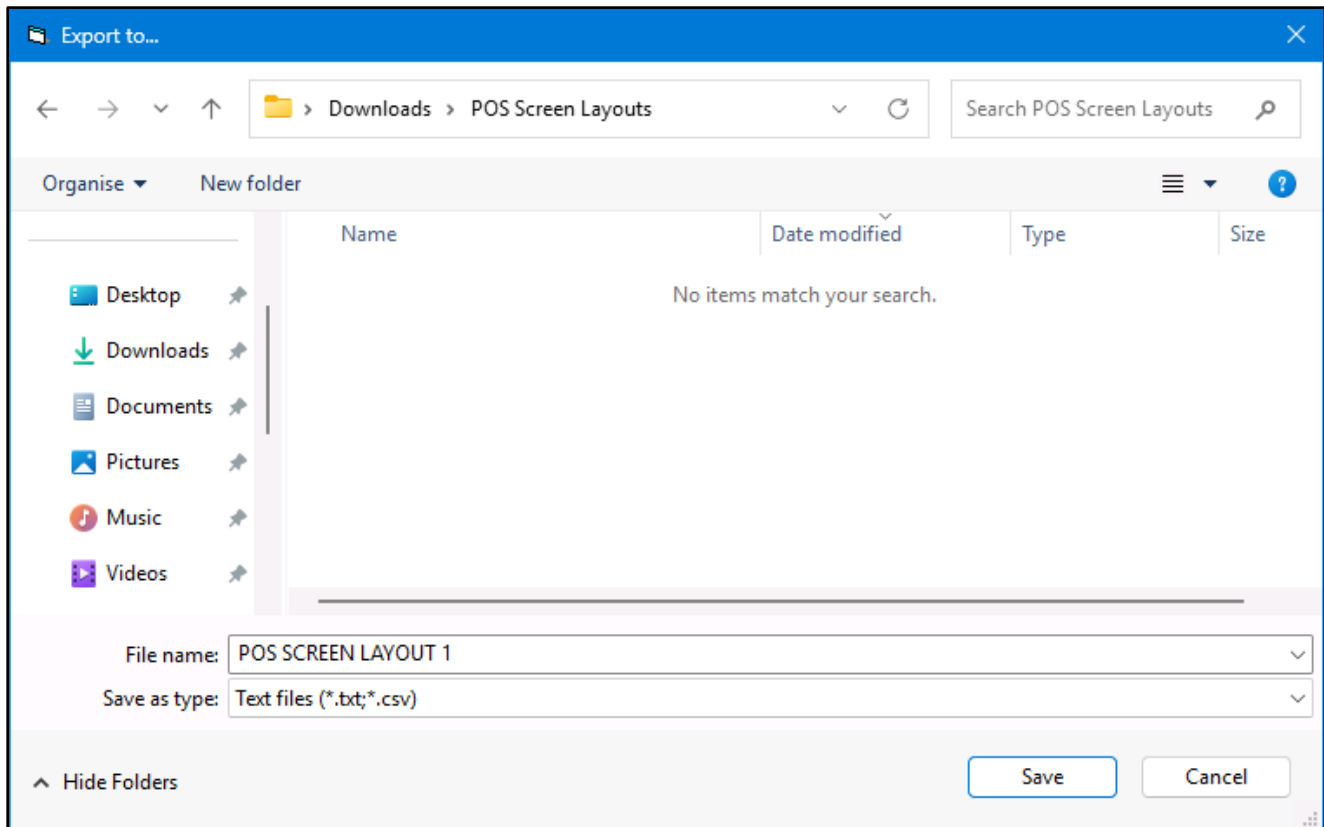 Export to...
Downloads > POS Screen Layouts
Search POS Screen Layouts
Organise New folder
?
Name Date modified Type Size
No items match your search.
Desktop
Downloads
Documents
Pictures
Music
Videos
File name: POS SCREEN LAYOUT 1
Save as type: Text files (*.txt;*.csv)
Hide Folders Save Cancel